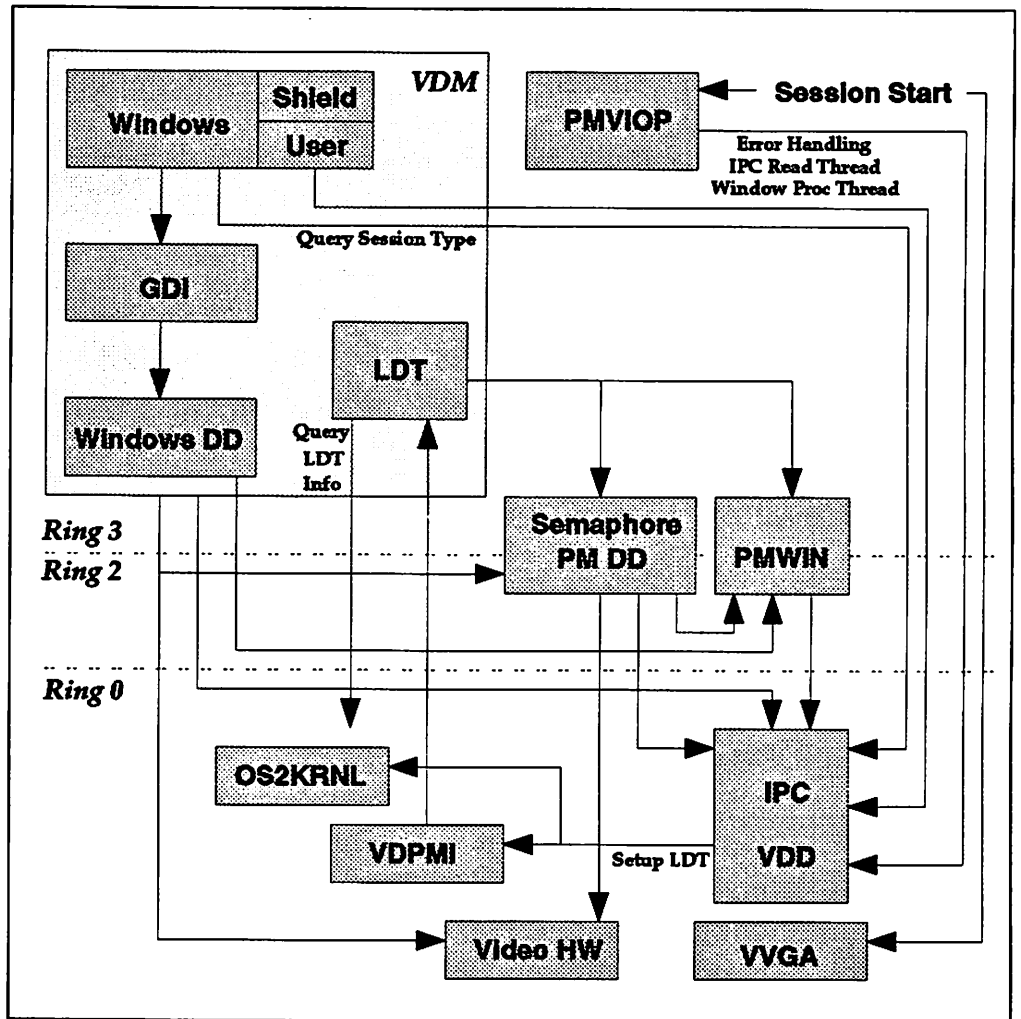 VDM
Windows
Shield
User
PMVIOP
Session Start
Error Handling
IPC Read Thread
Window Proc Thread
Query Session Type
GDI
LDT
Windows DD
Query
LDT
Info
Semaphore
PM DD
PMWIN
Ring 3
Ring 2
Ring 0
OS2KRNL
IPC
VDD
VDPMI
Setup LDT
Video HW
VVGA